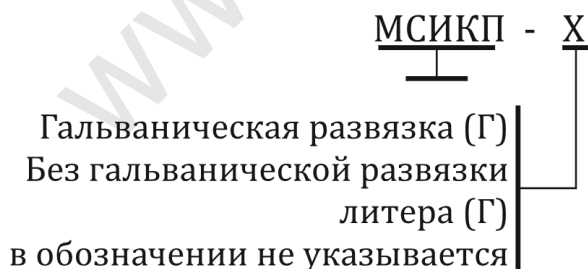 МСИКП - Х
Гальваническая развязка (Г)
Без гальванической развязки
литера (Г)
в обозначении не указывается